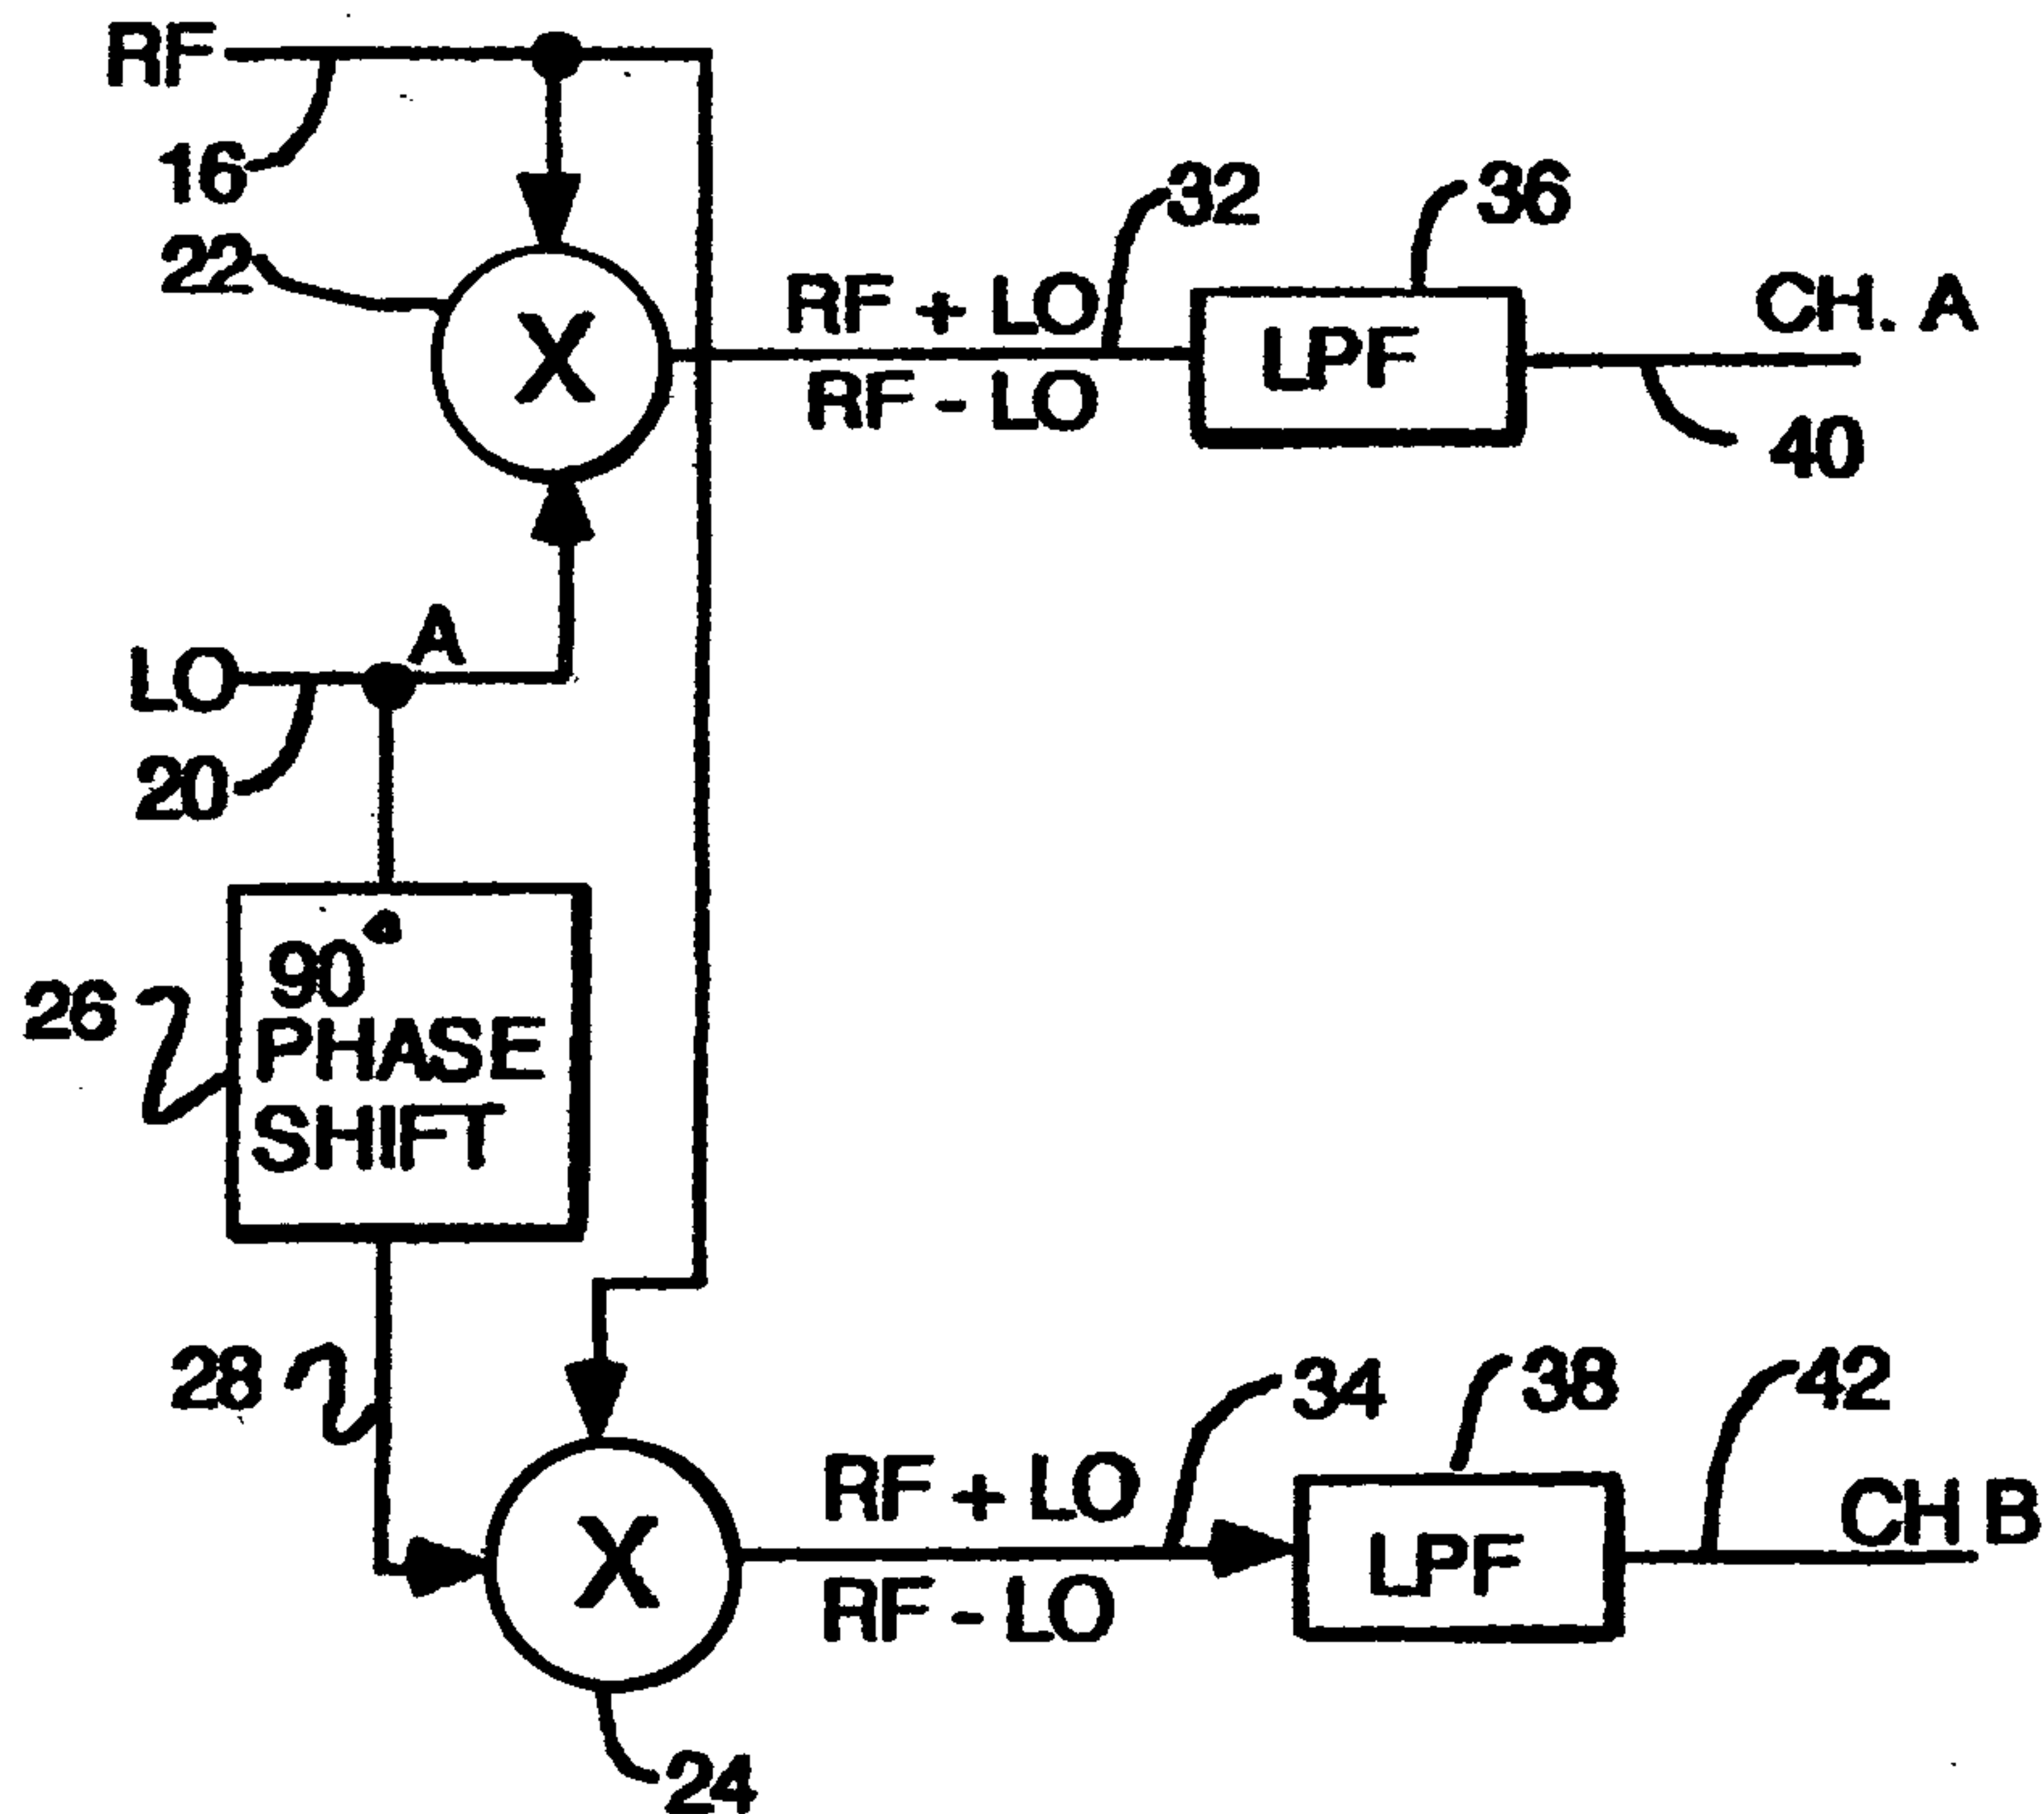 RF
16
22
X
RF + LO
RF - LO
32
36
LPF
CH. A
40
LO
A
20
90°
PHASE
SHIFT
26
28
X
24
RF + LO
RF - LO
34
38
LPF
42
CH B